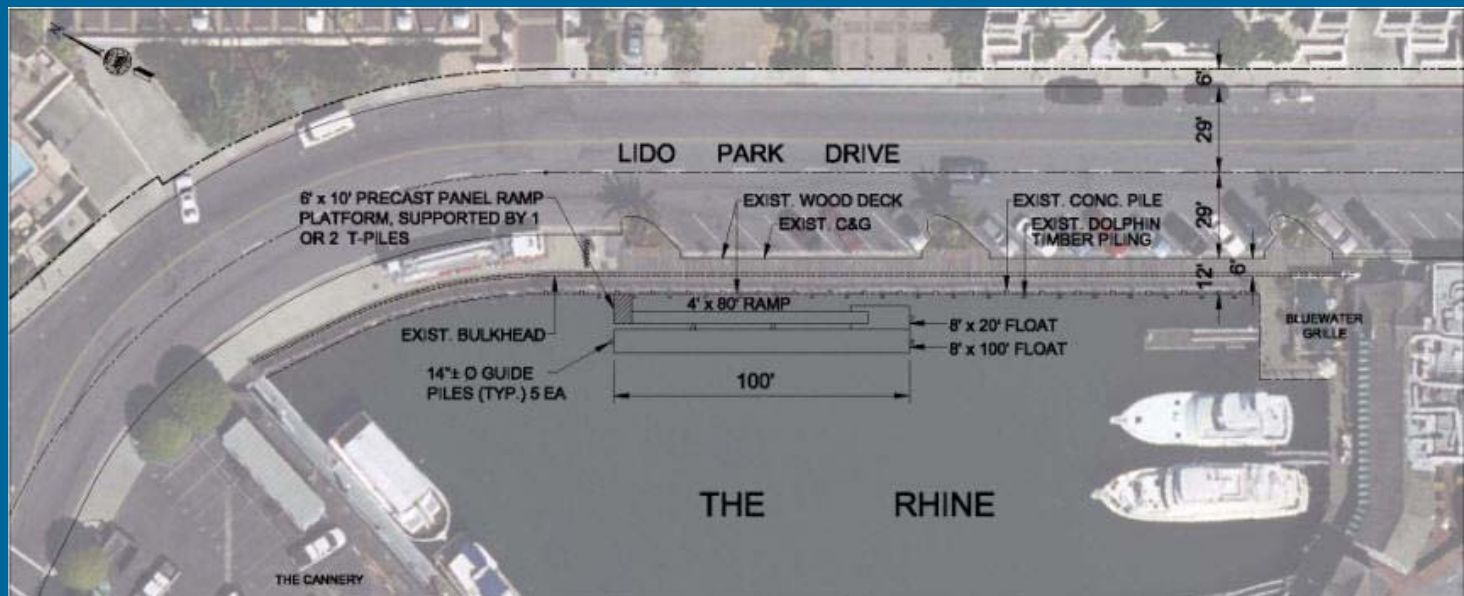 N
6'
29'
LIDO PARK DRIVE
6' x 10' PRECAST PANEL RAMP
PLATFORM, SUPPORTED BY 1
OR 2 T-PILES
EXIST. WOOD DECK
EXIST. C&G
EXIST. CONC. PILE
EXIST. DOLPHIN
TIMBER PILING
29'
12'
6'
4' x 80' RAMP
EXIST. BULKHEAD
8' x 20' FLOAT
8' x 100' FLOAT
BLUEWATER
GRILLE
14"± O GUIDE
PILES (TYP.) 5 EA
100'
THE RHINE
THE CANNERY